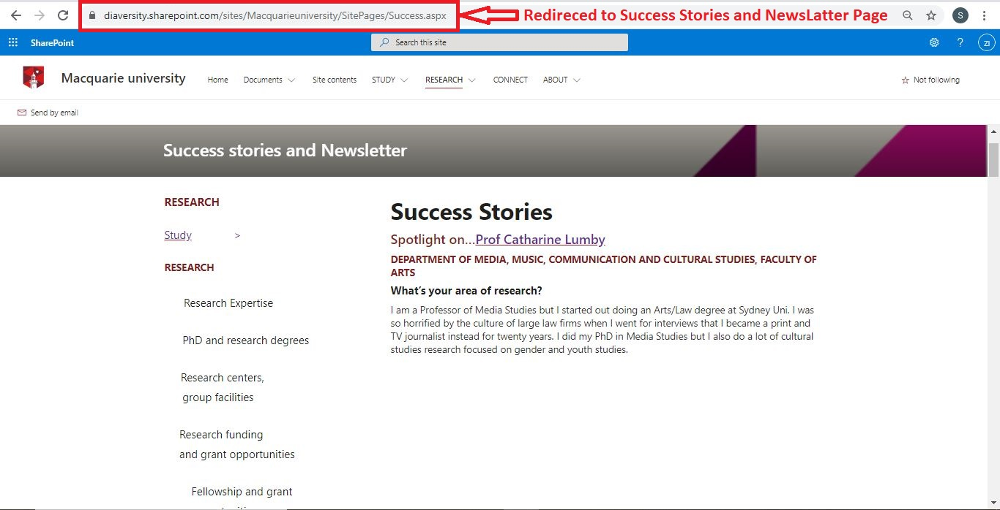 diaversity.sharepoint.com/sites/Macquarieuniversity/SitePages/Success.aspx
Redireced to Success Stories and NewsLatter Page
S
SharePoint
Search this site
?
ZI
Macquarie university
Home
Documents
Site contents
STUDY
RESEARCH
CONNECT
ABOUT
Not following
Send by email
Success stories and Newsletter
RESEARCH
Study >
RESEARCH
Research Expertise
PhD and research degrees
Research centers,
group facilities
Research funding
and grant opportunities
Fellowship and grant
Success Stories
Spotlight on...Prof Catharine Lumby
DEPARTMENT OF MEDIA, MUSIC, COMMUNICATION AND CULTURAL STUDIES, FACULTY OF
ARTS
What's your area of research?
I am a Professor of Media Studies but I started out doing an Arts/Law degree at Sydney Uni. I was
so horrified by the culture of large law firms when I went for interviews that I became a print and
TV journalist instead for twenty years. I did my PhD in Media Studies but I also do a lot of cultural
studies research focused on gender and youth studies.